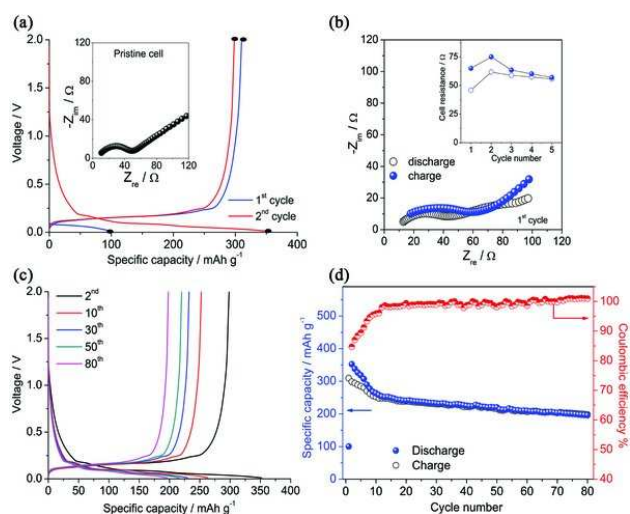 (a)
2.0
1.5
1.0
0.5
0.0
Voltage / V
0
100
200
300
400
Specific capacity / mAh g-1
Pristine cell
120
80
40
0
-Zim / Ω
0 40 80 120
Zre / Ω
1st cycle
2nd cycle
(b)
120
100
80
60
40
20
0
-Zim / Ω
0 20 40 60 80 100 120
Zre / Ω
discharge
charge
1st cycle
75
50
25
0
Cell resistance / Ω
1 2 3 4 5
Cycle number
(c)
2.0
1.5
1.0
0.5
0.0
Voltage / V
2nd
10th
30th
50th
80th
0 50 100 150 200 250 300 350 400
Specific capacity / mAh g-1
(d)
500
400
300
200
100
0
Specific capacity / mAh g-1
100
90
80
70
60
50
40
Coulombic efficiency %
Discharge
Charge
0 10 20 30 40 50 60 70 80
Cycle number